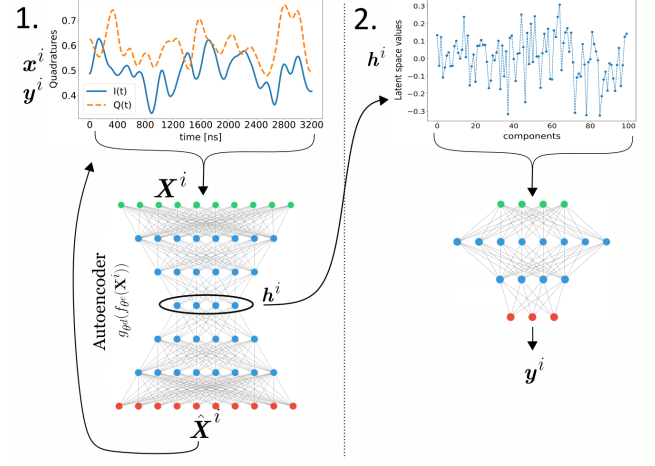 1.
x^i
y^i
Quadratures
0.7
0.6
0.5
0.4
I(t)
Q(t)
0 400 800 1200 1600 2000 2400 2800 3200
time [ns]
X^i
Autoencoder
g_{θ^d}(f_{θ^e}(X^i))
h^i
X̂^i
2.
h^i
Latent space values
0.3
0.2
0.1
0.0
−0.1
−0.2
−0.3
0 20 40 60 80 100
components
y^i